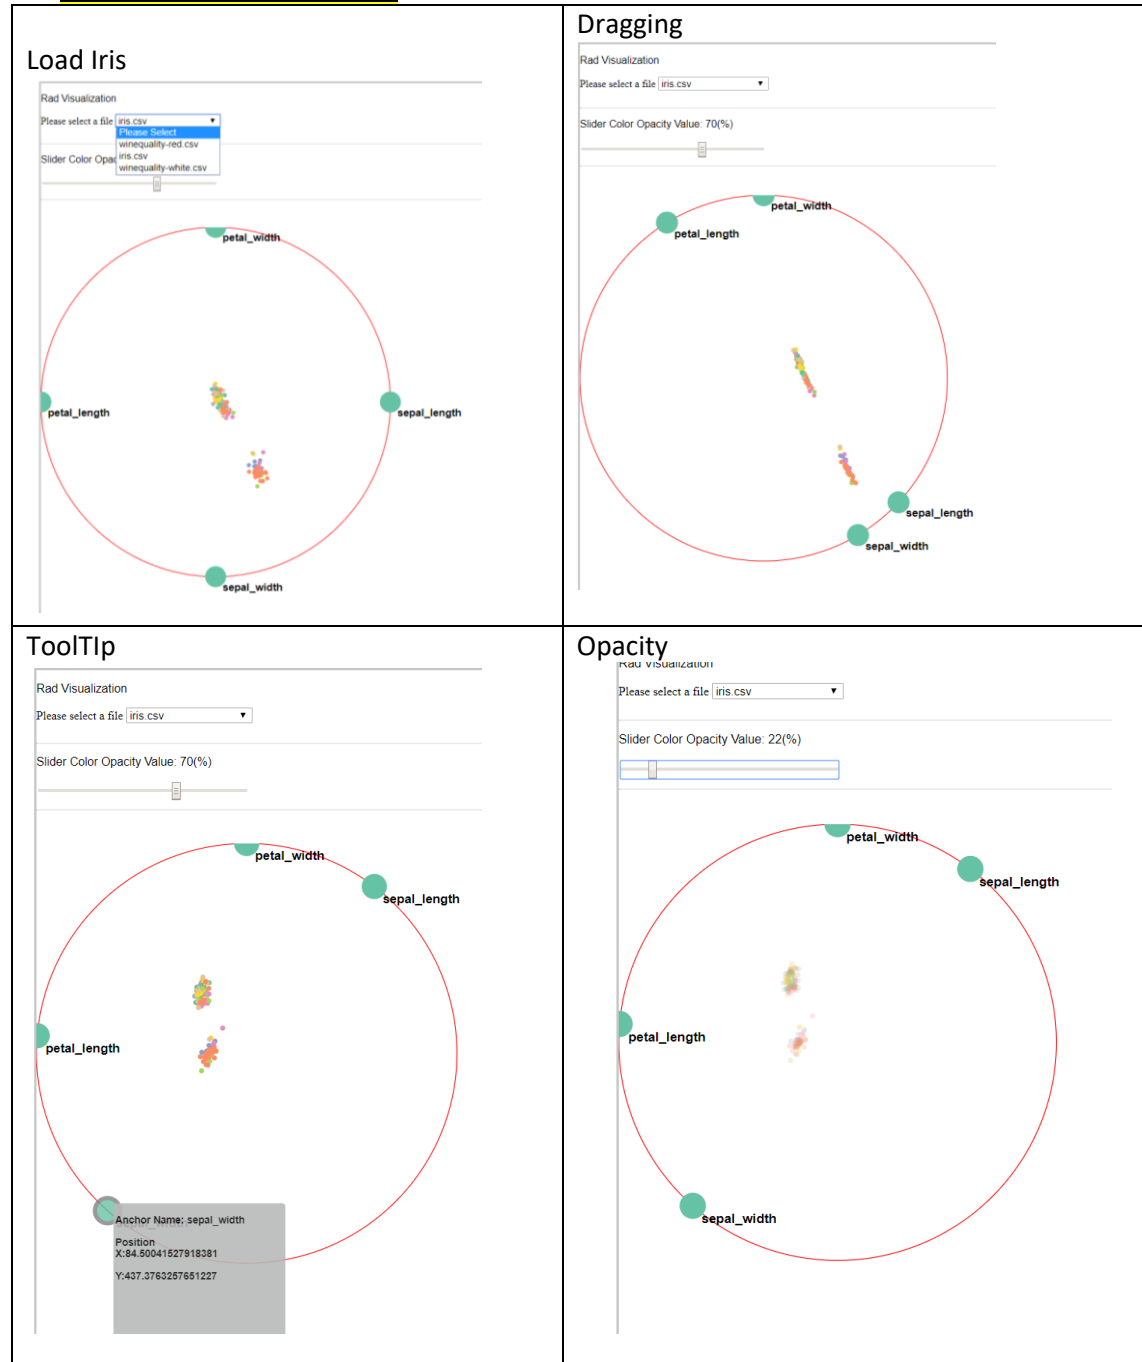 Load Iris
Rad Visualization
Please select a file iris.csv
Please Select
winequality-red.csv
iris.csv
winequality-white.csv
Slider Color Opac
petal_width
petal_length
sepal_length
sepal_width
Dragging
Rad Visualization
Please select a file iris.csv
Slider Color Opacity Value: 70(%)
petal_width
petal_length
sepal_length
sepal_width
ToolTIp
Rad Visualization
Please select a file iris.csv
Slider Color Opacity Value: 70(%)
petal_width
sepal_length
petal_length
Anchor Name: sepal_width
Position
X:84.50041527918381
Y:437.3763257651227
Opacity
Rad Visualization
Please select a file iris.csv
Slider Color Opacity Value: 22(%)
petal_width
sepal_length
petal_length
sepal_width